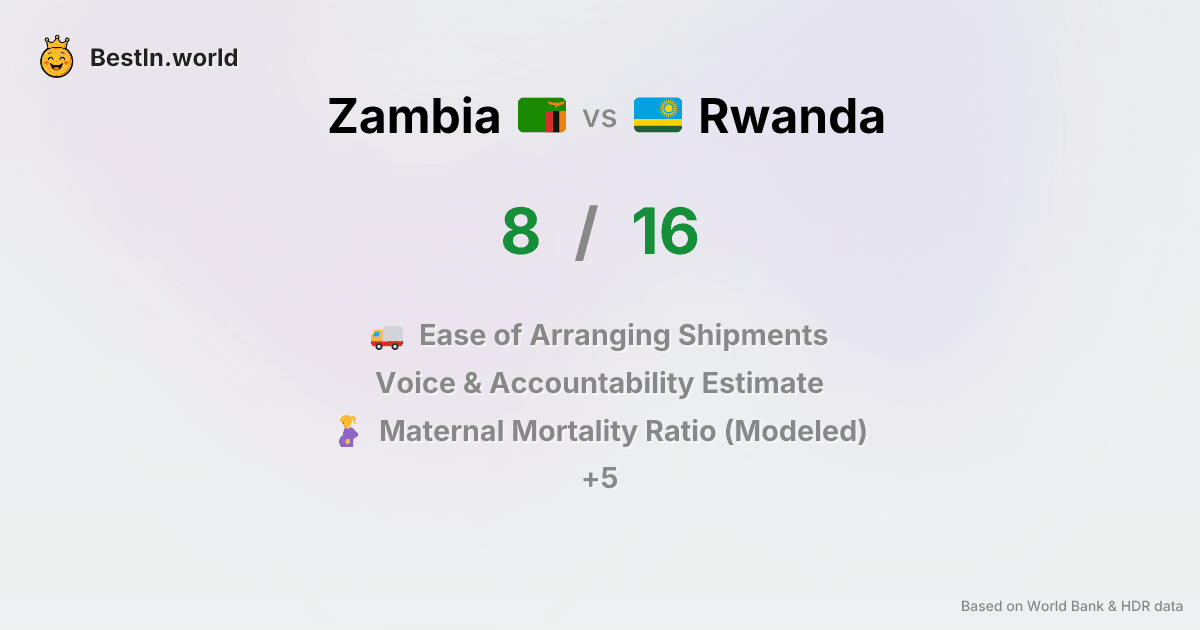 BestIn.world
Zambia vs Rwanda
8 / 16
Ease of Arranging Shipments
Voice & Accountability Estimate
Maternal Mortality Ratio (Modeled)
+5
Based on World Bank & HDR data